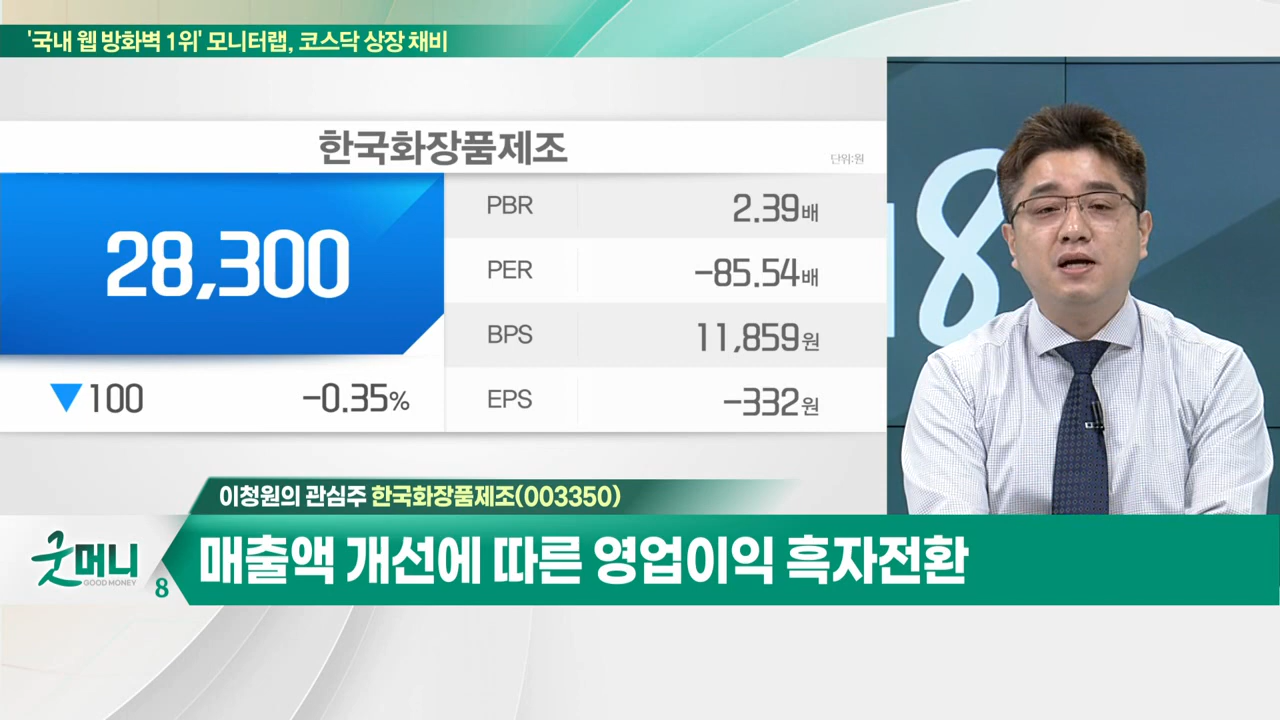 '국내 웹 방화벽 1위' 모니터랩, 코스닥 상장 채비
한국화장품제조
단위:원
28,300
▼100 -0.35%
PBR 2.39배
PER -85.54배
BPS 11,859원
EPS -332원
8
이청원의 관심주 한국화장품제조(003350)
굿머니
GOOD MONEY
8
매출액 개선에 따른 영업이익 흑자전환